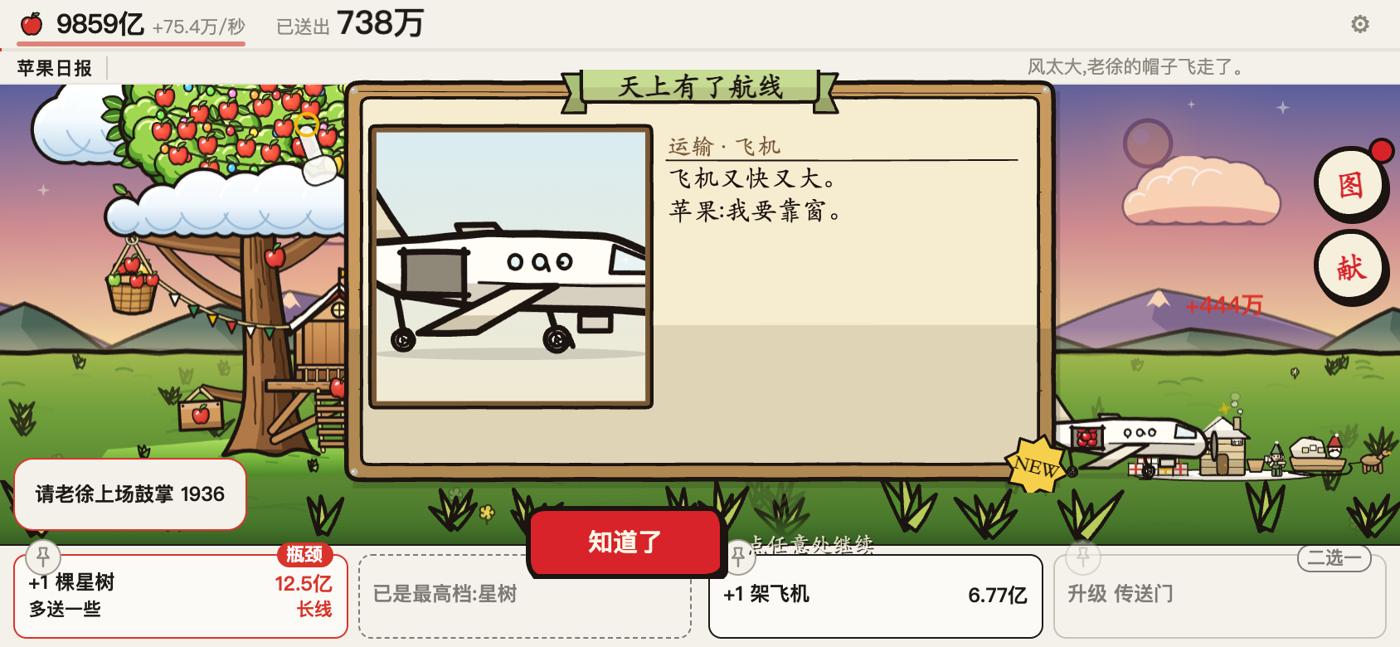 9859亿 +75.4万/秒 已送出 738万
苹果日报
风太大,老徐的帽子飞走了。
天上有了航线
运输·飞机
飞机又快又大。
苹果:我要靠窗。
图
献
+444万
NEW
请老徐上场鼓掌 1936
知道了
点任意处继续
瓶颈
+1 棵星树 12.5亿
多送一些 长线
已是最高档:星树
+1 架飞机 6.77亿
二选一
升级 传送门